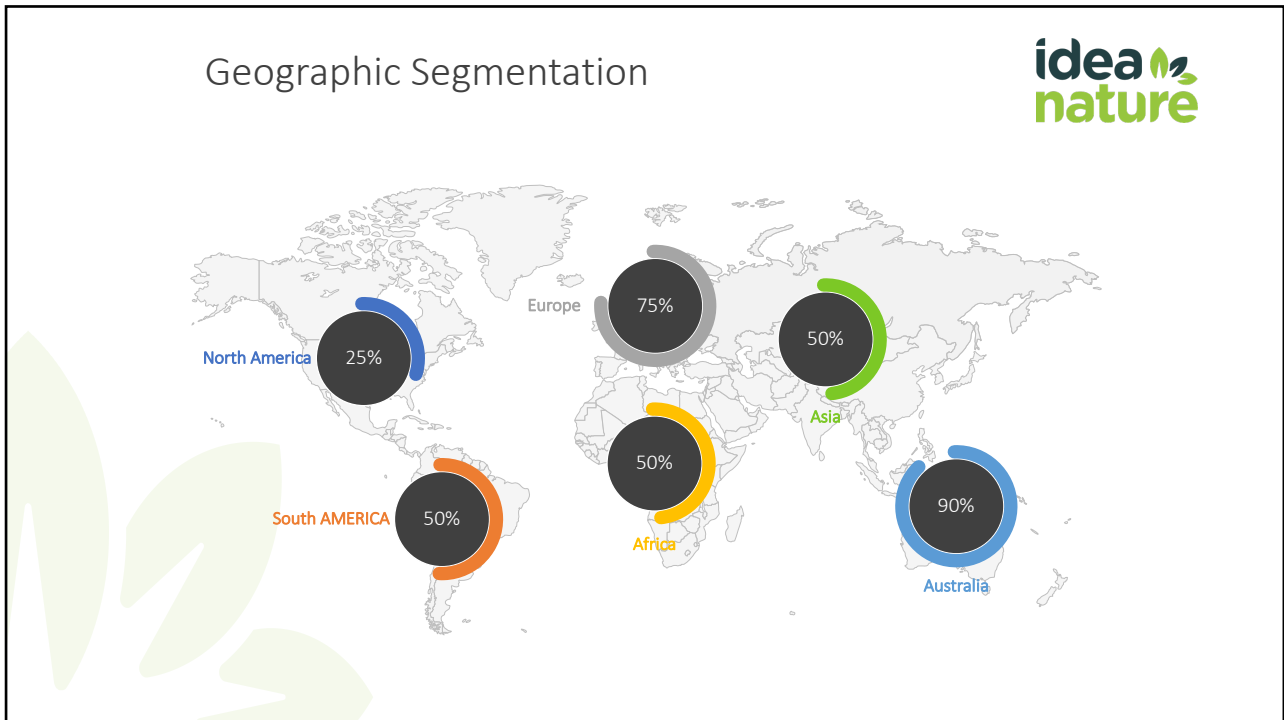 Geographic Segmentation
idea
nature
Europe
75%
50%
North America
25%
Asia
50%
South AMERICA
50%
90%
Africa
Australia